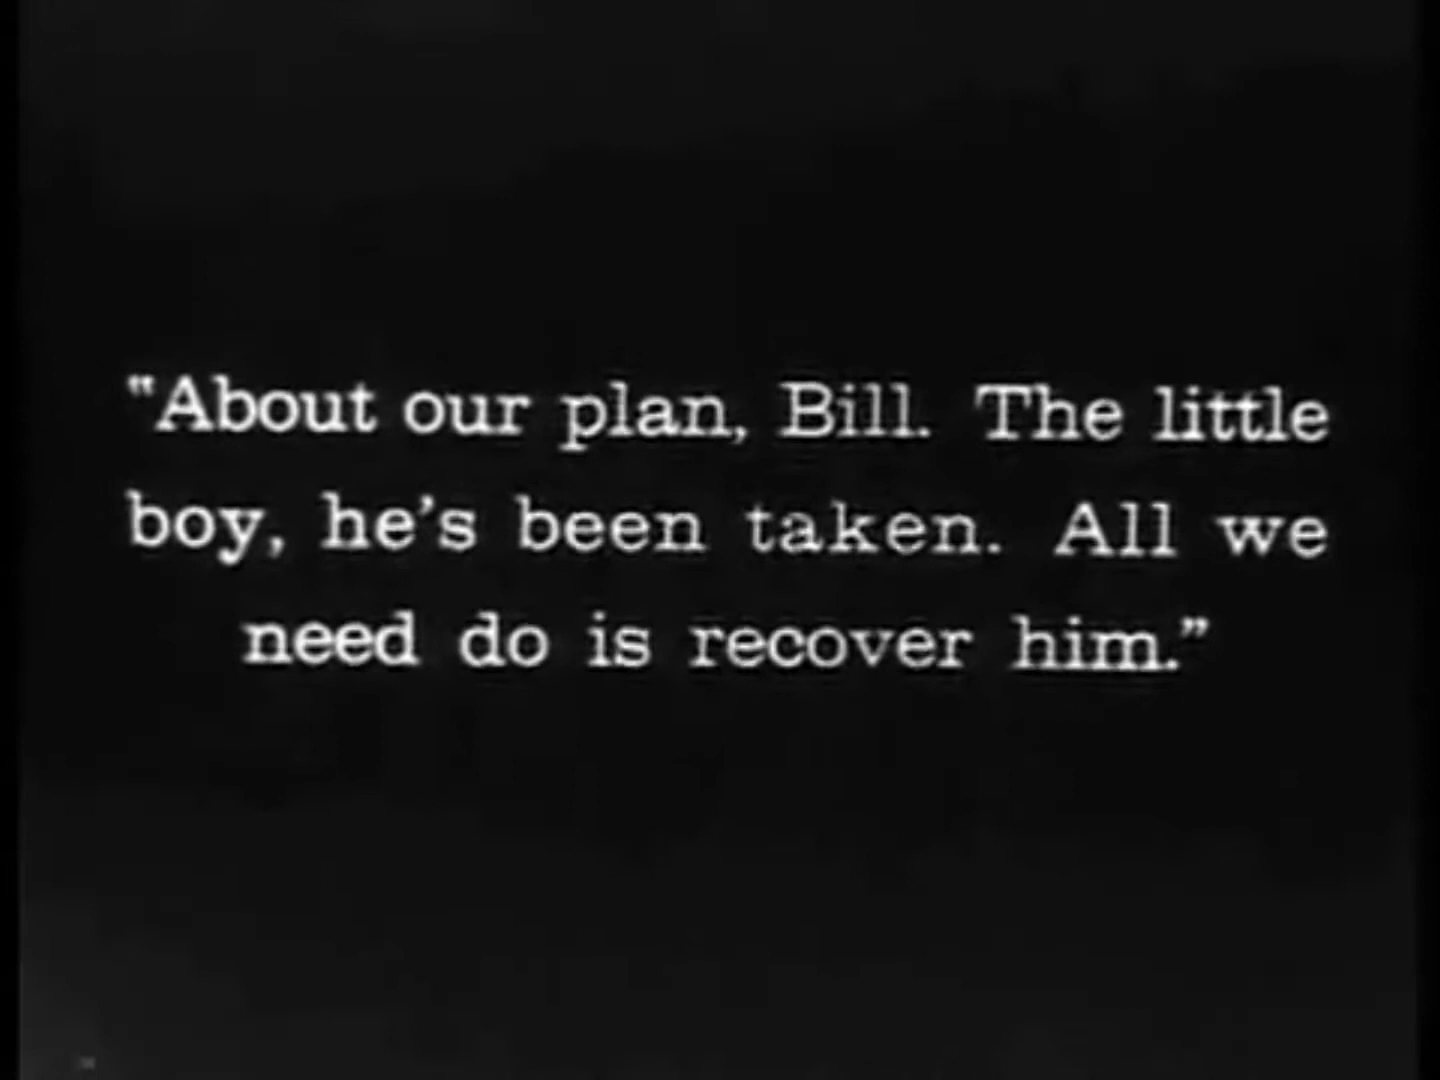 "About our plan, Bill. The little
boy, he's been taken. All we
need do is recover him."